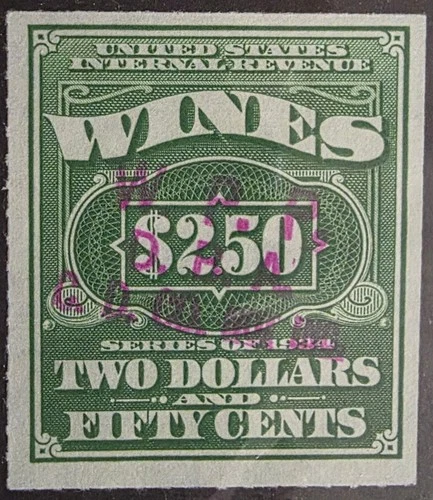 UNITED STATES
INTERNAL REVENUE
WINES
$2.50
SERIES OF 1934
TWO DOLLARS
AND
FIFTY CENTS